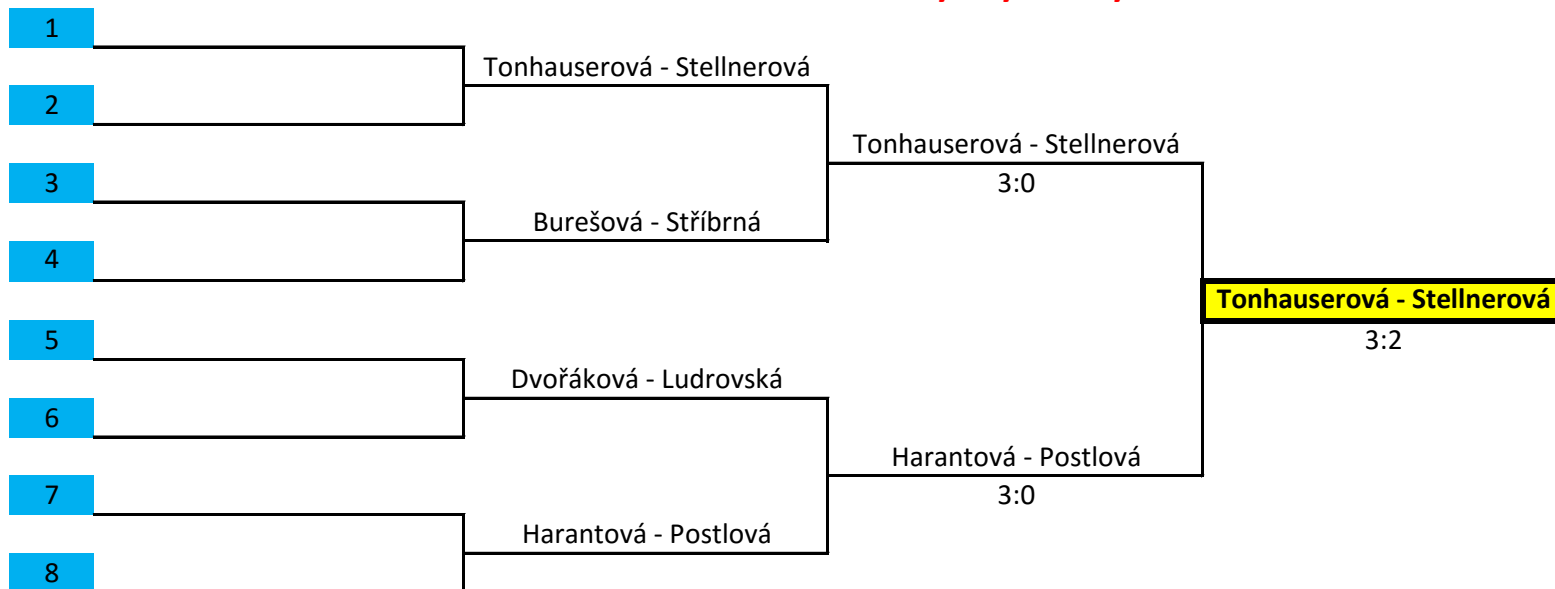 1
Tonhauserová - Stellnerová
2
Tonhauserová - Stellnerová
3
3:0
Burešová - Stříbrná
4
Tonhauserová - Stellnerová
5
3:2
Dvořáková - Ludrovská
6
Harantová - Postlová
7
3:0
Harantová - Postlová
8